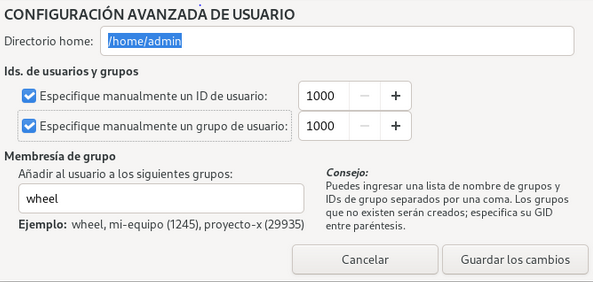 CONFIGURACIÓN AVANZADA DE USUARIO
Directorio home: /home/admin
Ids. de usuarios y grupos
Especifique manualmente un ID de usuario: 1000 — +
Especifique manualmente un grupo de usuario: 1000 — +
Membresía de grupo
Añadir al usuario a los siguientes grupos:
wheel
Ejemplo: wheel, mi-equipo (1245), proyecto-x (29935)
Consejo:
Puedes ingresar una lista de nombre de grupos y
IDs de grupo separados por una coma. Los grupos
que no existen serán creados; especifica su GID
entre paréntesis.
Cancelar
Guardar los cambios